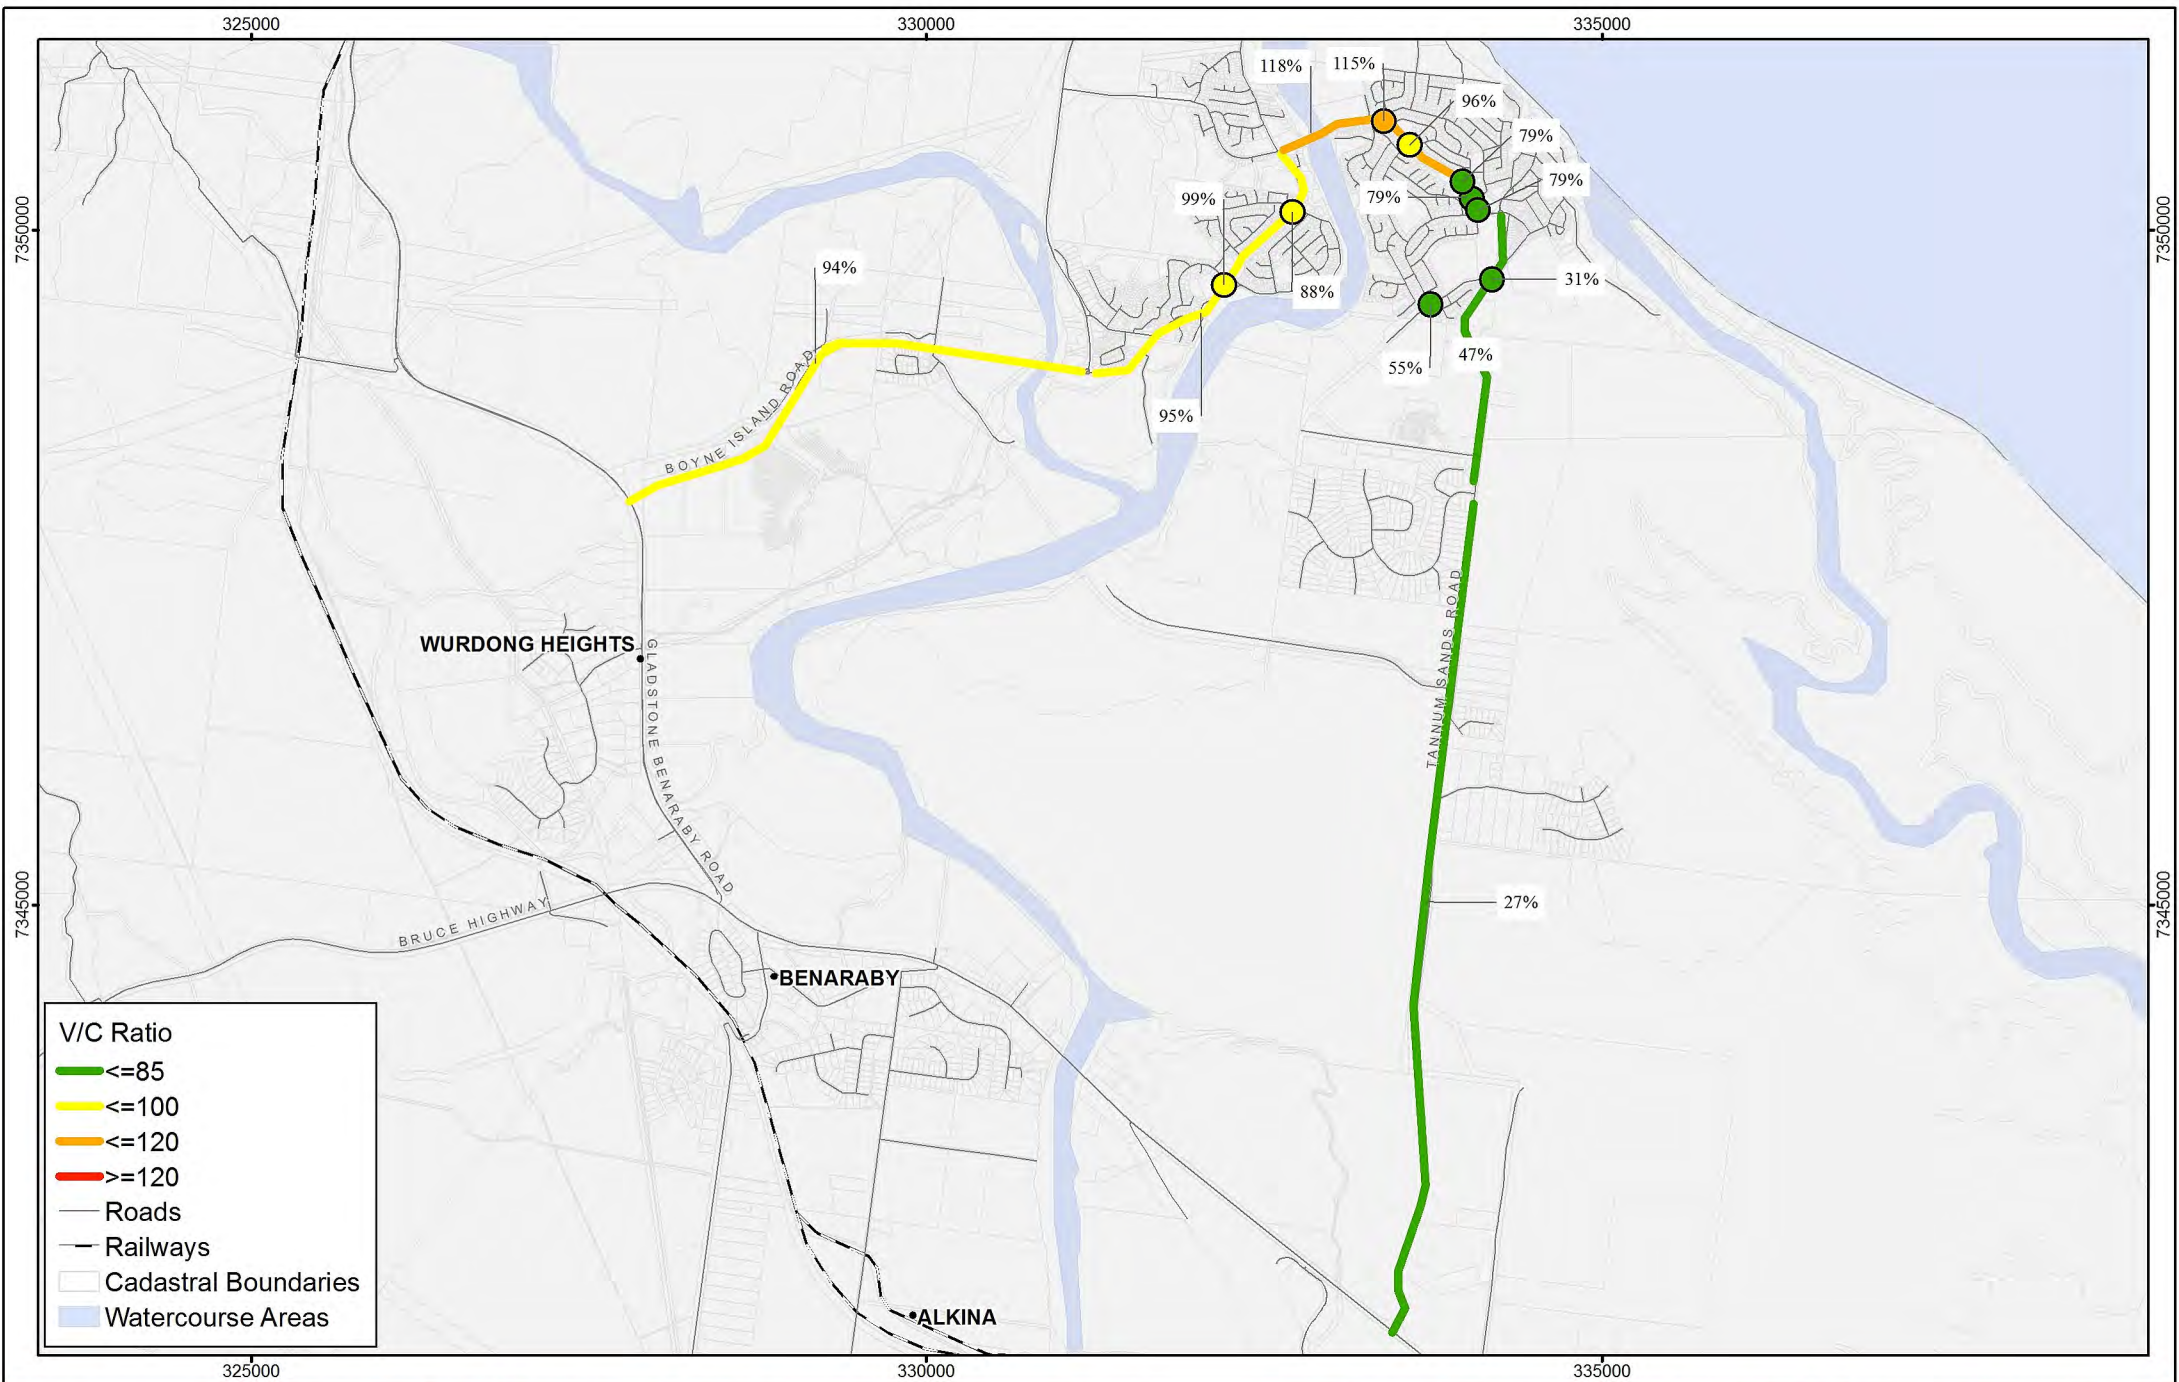 325000
330000
335000
118%
115%
96%
79%
79%
79%
99%
7350000
7350000
94%
31%
88%
47%
55%
95%
BOYNE ISLAND ROAD
TANNUM SANDS ROAD
WURDONG HEIGHTS
GLADSTONE BENARABY ROAD
7345000
7345000
27%
BRUCE HIGHWAY
BENARABY
V/C Ratio
<=85
<=100
<=120
>=120
Roads
Railways
Cadastral Boundaries
Watercourse Areas
ALKINA
325000
330000
335000